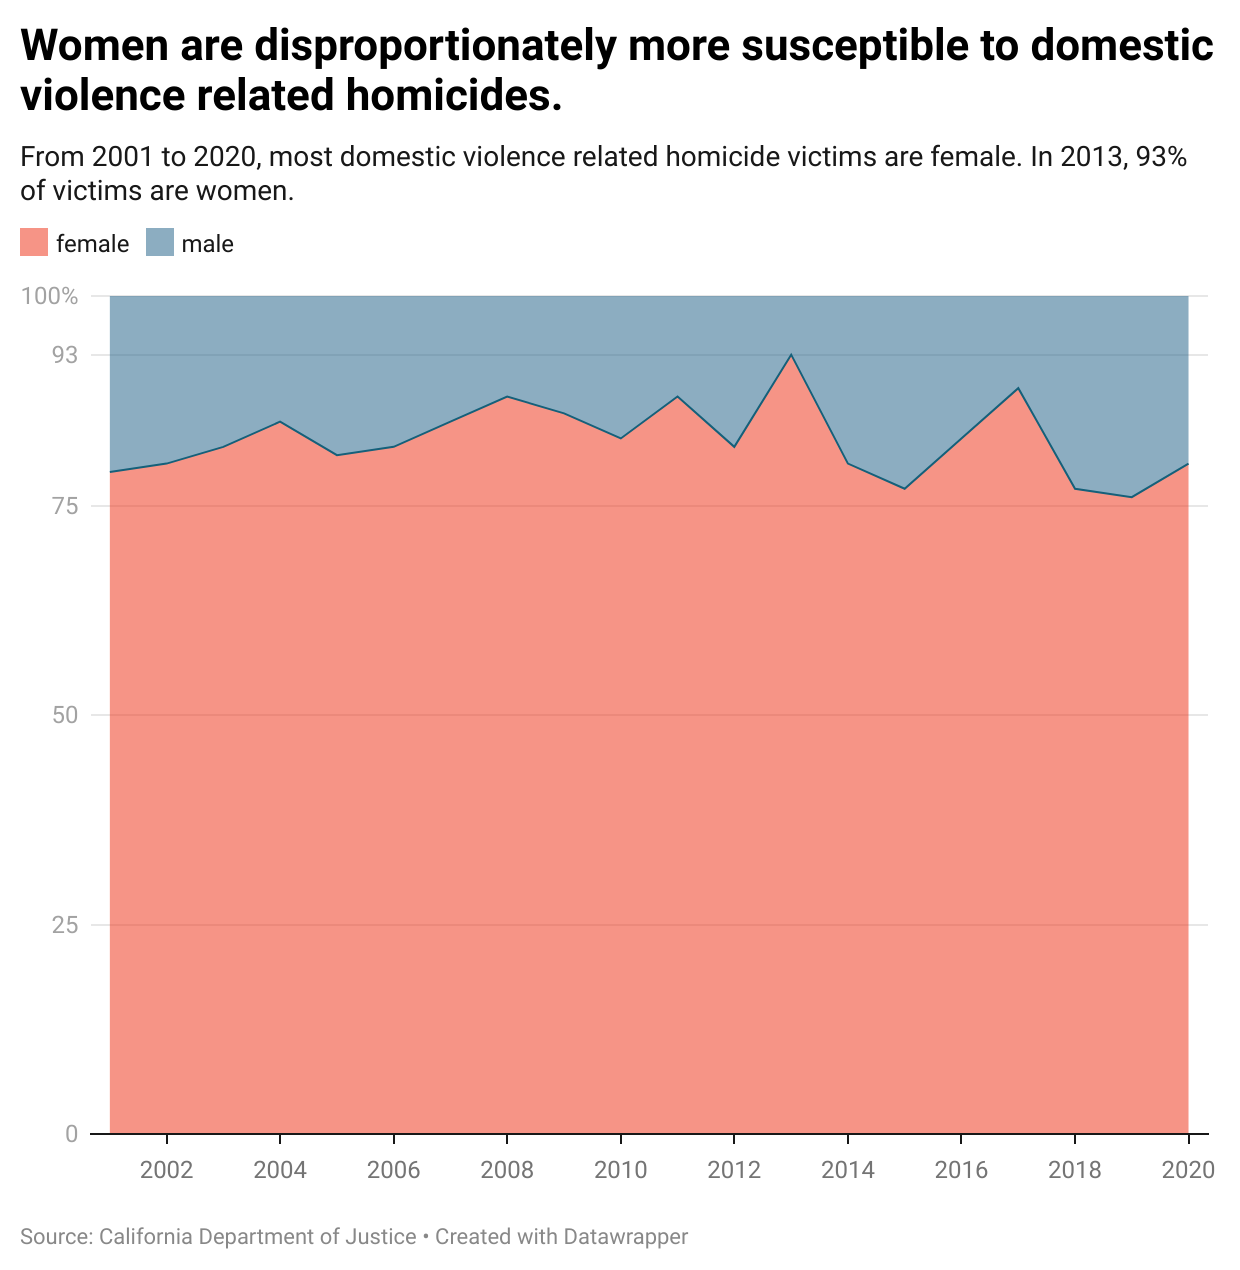 Women are disproportionately more susceptible to domestic
violence related homicides.
From 2001 to 2020, most domestic violence related homicide victims are female. In 2013, 93%
of victims are women.
female male
100%
93
75
50
25
0
2002 2004 2006 2008 2010 2012 2014 2016 2018 2020
Source: California Department of Justice • Created with Datawrapper